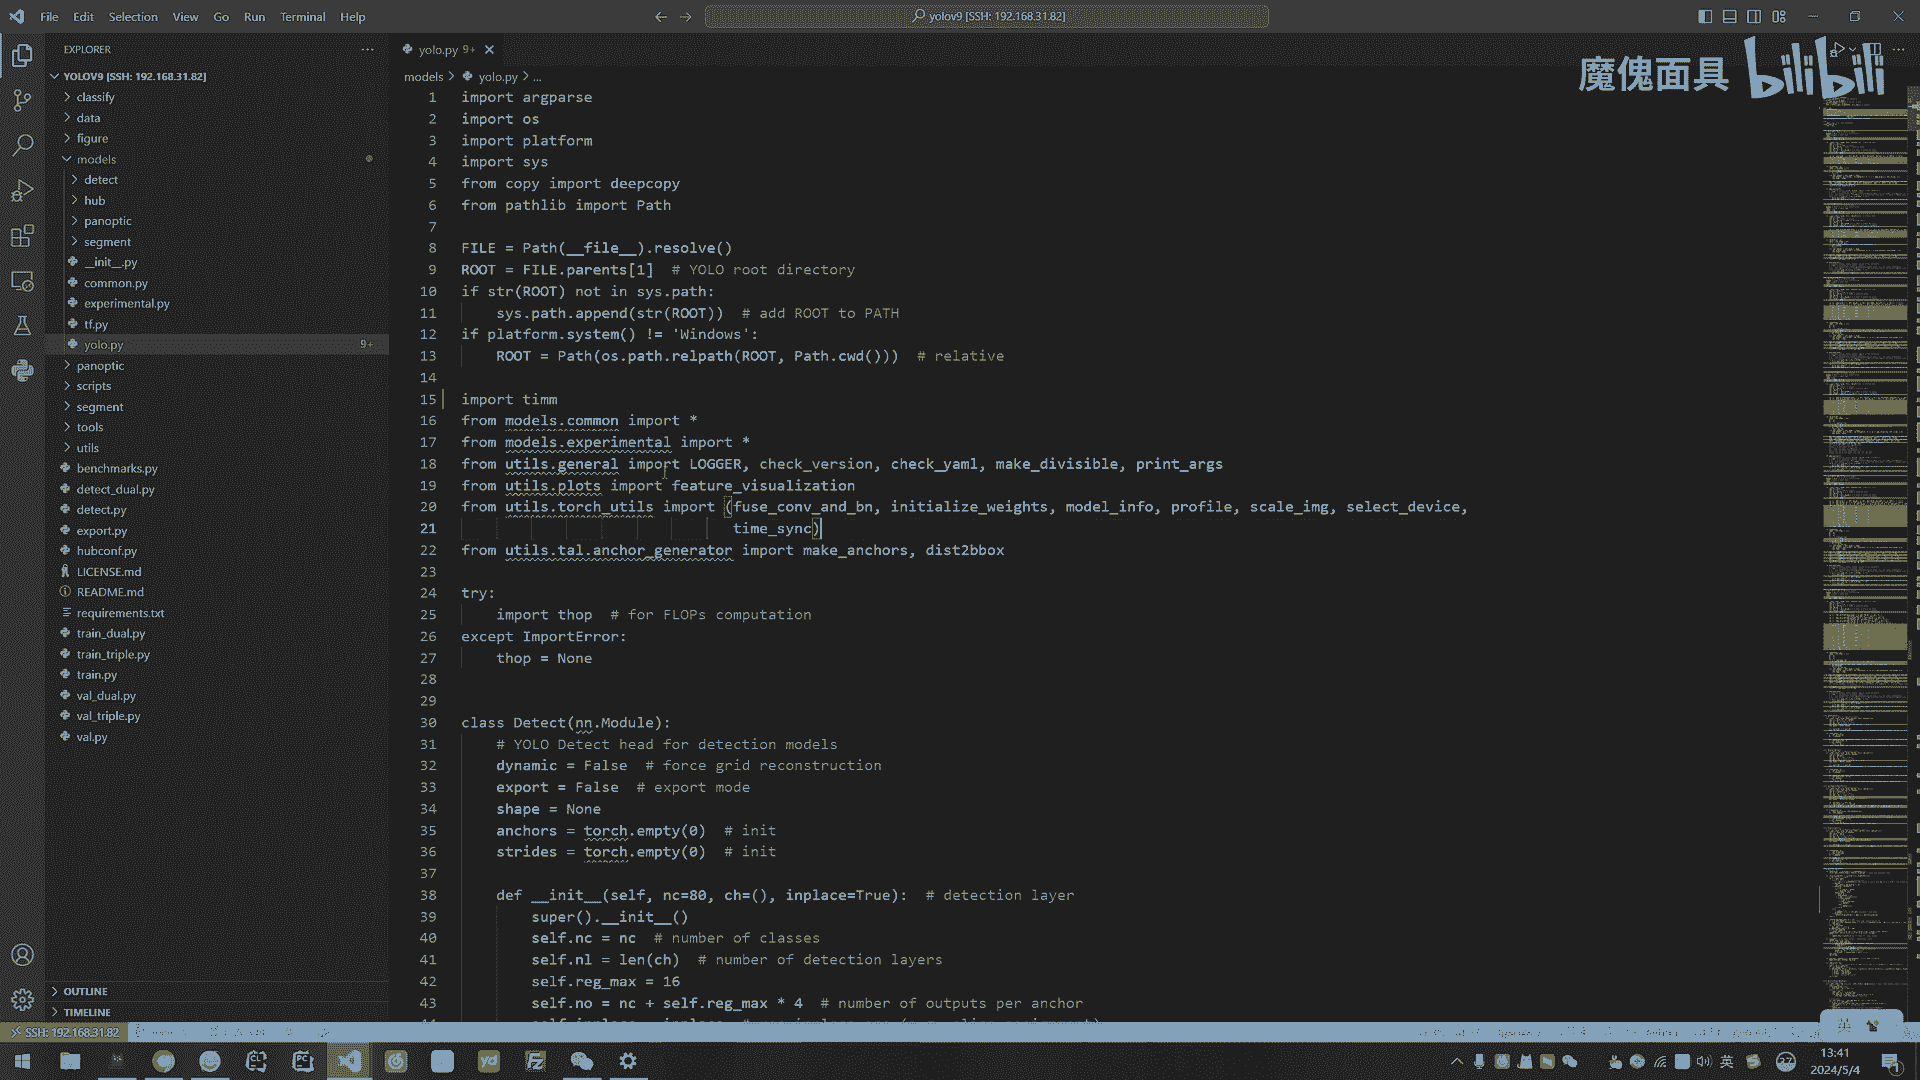 File Edit Selection View Go Run Terminal Help
yolov9 [SSH: 192.168.31.82]
EXPLORER
YOLOV9 [SSH: 192.168.31.82]
classify
data
figure
models
detect
hub
panoptic
segment
__init__.py
common.py
experimental.py
tf.py
yolo.py 9+
panoptic
scripts
segment
tools
utils
benchmarks.py
detect_dual.py
detect.py
export.py
hubconf.py
LICENSE.md
README.md
requirements.txt
train_dual.py
train_triple.py
train.py
val_dual.py
val_triple.py
val.py
OUTLINE
TIMELINE
yolo.py 9+
models > yolo.py > ...
魔傀面具 bilibili
1 import argparse
2 import os
3 import platform
4 import sys
5 from copy import deepcopy
6 from pathlib import Path
7
8 FILE = Path(__file__).resolve()
9 ROOT = FILE.parents[1]  # YOLO root directory
10 if str(ROOT) not in sys.path:
11     sys.path.append(str(ROOT))  # add ROOT to PATH
12 if platform.system() != 'Windows':
13     ROOT = Path(os.path.relpath(ROOT, Path.cwd()))  # relative
14
15 import timm
16 from models.common import *
17 from models.experimental import *
18 from utils.general import LOGGER, check_version, check_yaml, make_divisible, print_args
19 from utils.plots import feature_visualization
20 from utils.torch_utils import (fuse_conv_and_bn, initialize_weights, model_info, profile, scale_img, select_device,
21                                time_sync)
22 from utils.tal.anchor_generator import make_anchors, dist2bbox
23
24 try:
25     import thop  # for FLOPs computation
26 except ImportError:
27     thop = None
28
29
30 class Detect(nn.Module):
31     # YOLO Detect head for detection models
32     dynamic = False  # force grid reconstruction
33     export = False  # export mode
34     shape = None
35     anchors = torch.empty(0)  # init
36     strides = torch.empty(0)  # init
37
38     def __init__(self, nc=80, ch=(), inplace=True):  # detection layer
39         super().__init__()
40         self.nc = nc  # number of classes
41         self.nl = len(ch)  # number of detection layers
42         self.reg_max = 16
43         self.no = nc + self.reg_max * 4  # number of outputs per anchor
SSH: 192.168.31.82
英
13:41
2024/5/4